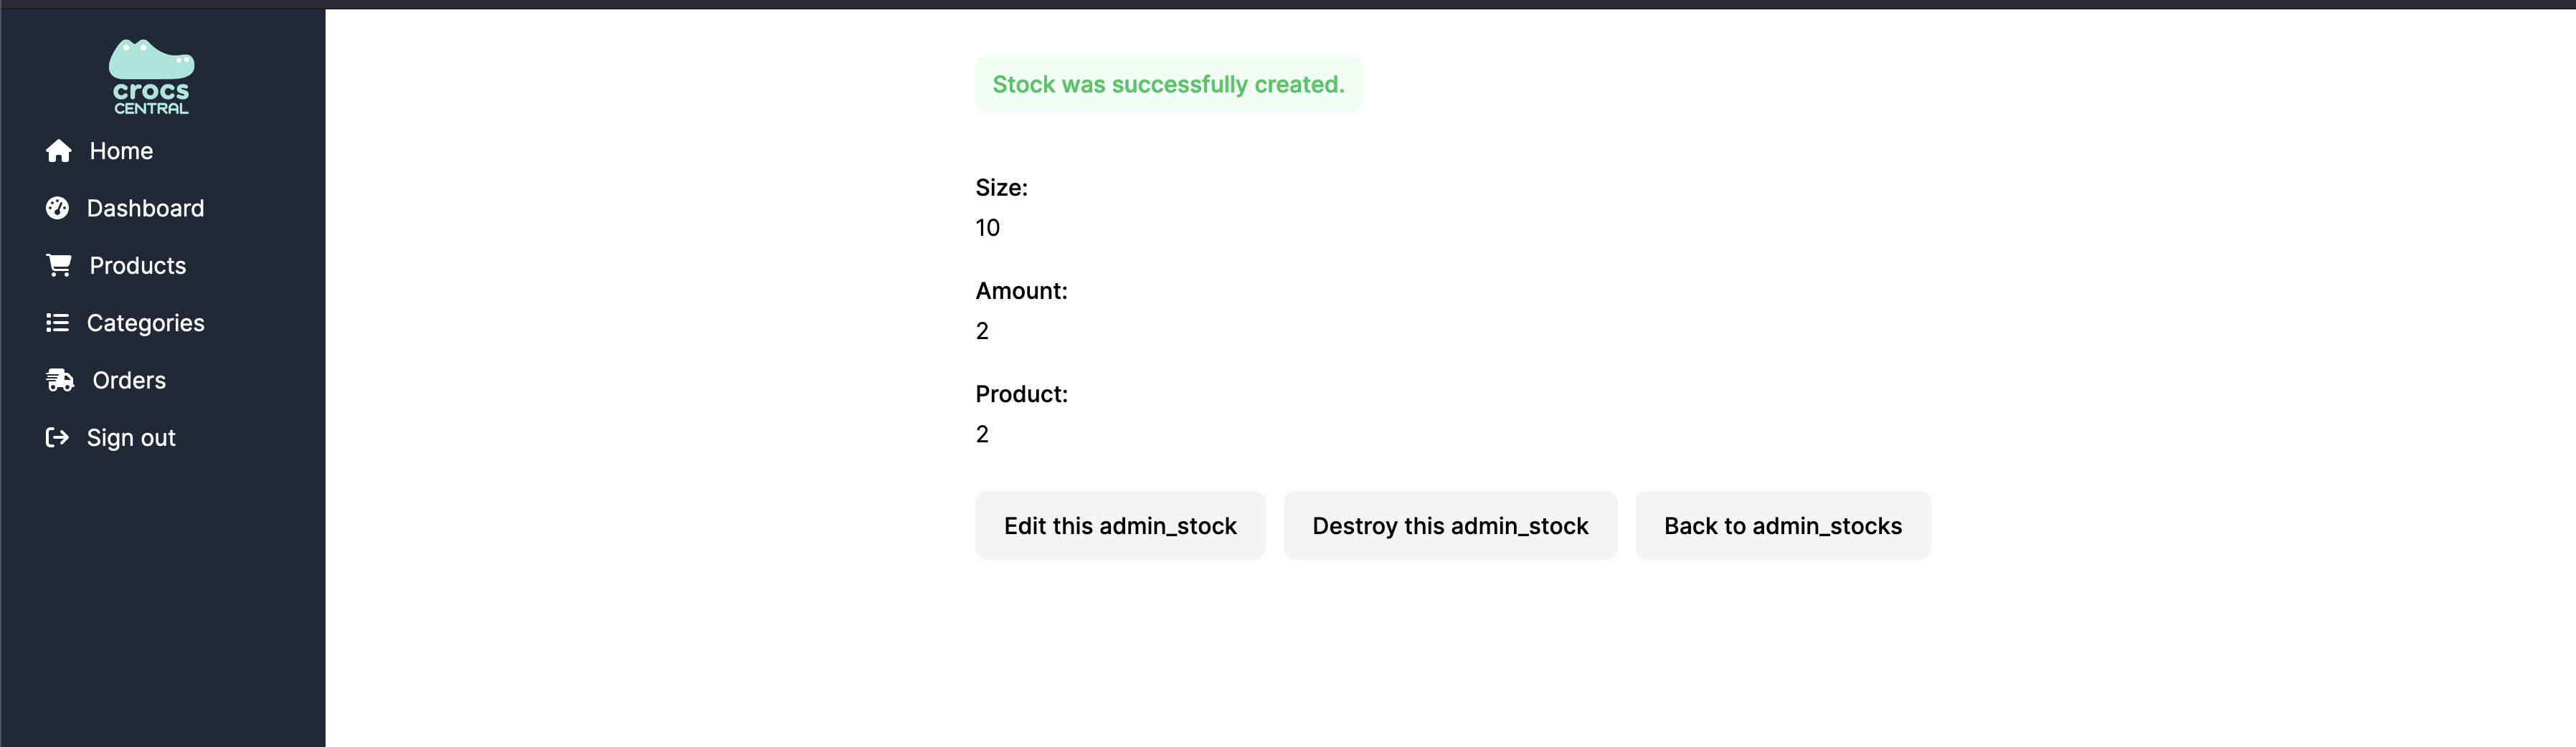 crocs
CENTRAL
Home
Dashboard
Products
Categories
Orders
Sign out
Stock was successfully created.
Size:
10
Amount:
2
Product:
2
Edit this admin_stock
Destroy this admin_stock
Back to admin_stocks